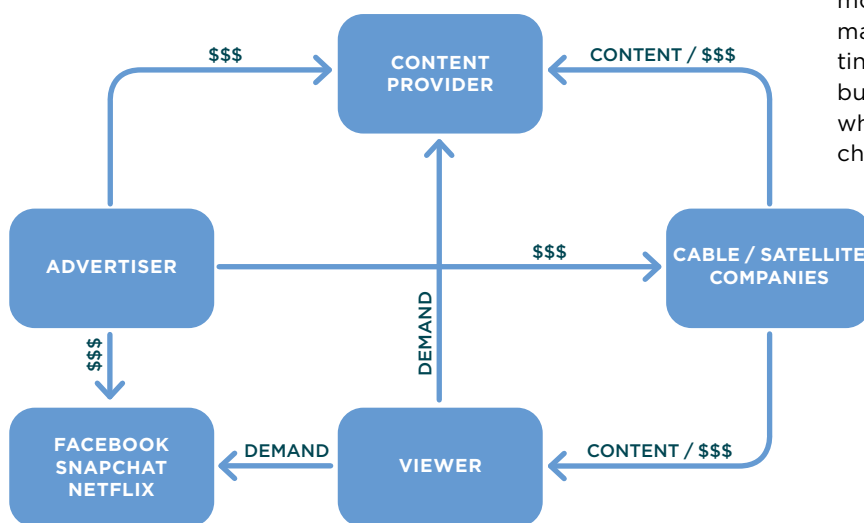 $$$
CONTENT
PROVIDER
CONTENT / $$$
ADVERTISER
$$$
CABLE / SATELLITE
COMPANIES
$$$
DEMAND
FACEBOOK
SNAPCHAT
NETFLIX
DEMAND
VIEWER
CONTENT / $$$